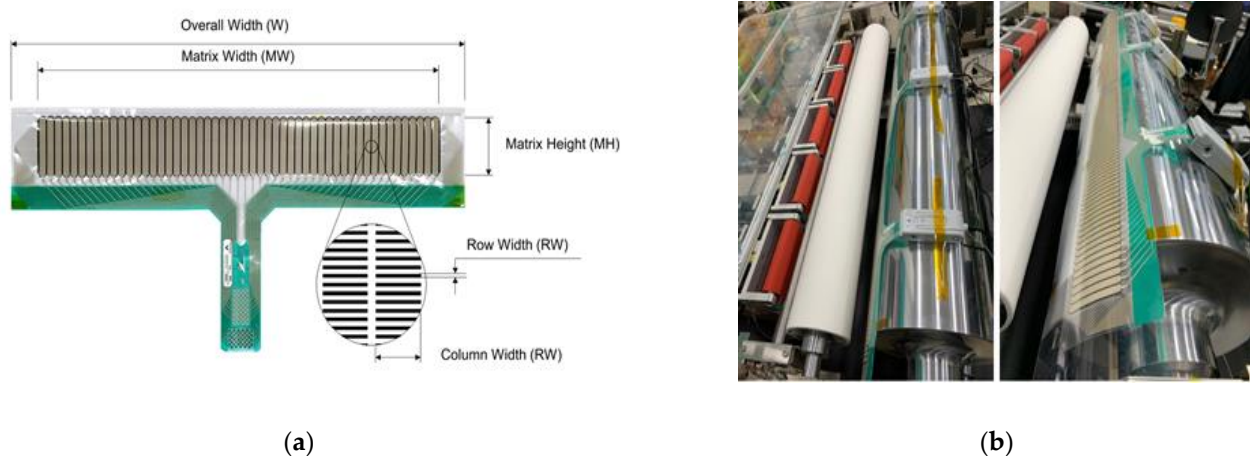 Overall Width (W)
Matrix Width (MW)
Matrix Height (MH)
Row Width (RW)
Column Width (RW)
(a)
(b)